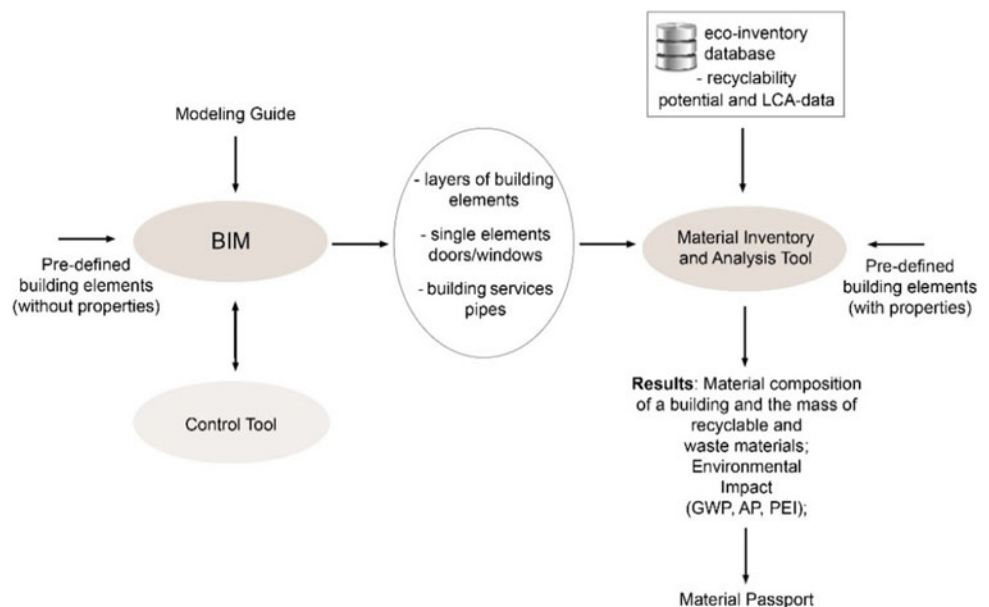 eco-inventory
database
- recyclability
potential and LCA-data
Modeling Guide
BIM
Pre-defined
building elements
(without properties)
Control Tool
- layers of building
elements
- single elements
doors/windows
- building services
pipes
Material Inventory
and Analysis Tool
Pre-defined
building elements
(with properties)
Results: Material composition
of a building and the mass of
recyclable and
waste materials;
Environmental
Impact
(GWP, AP, PEI);
Material Passport